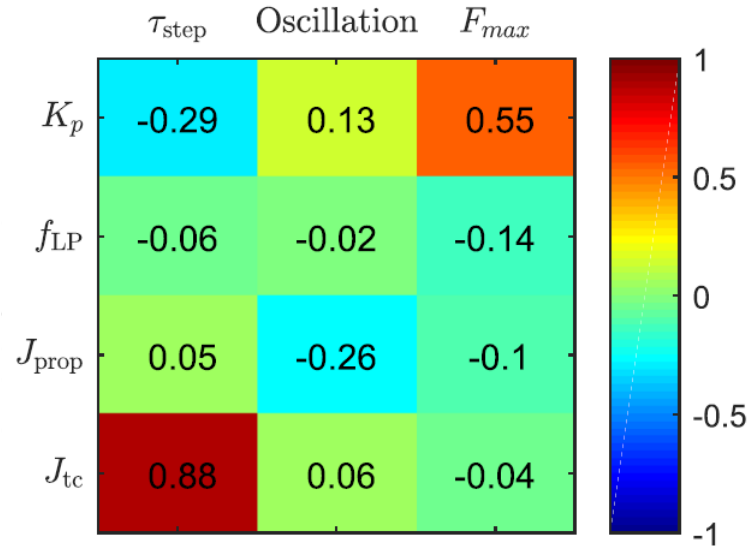 τstep Oscillation Fmax
Kp -0.29 0.13 0.55
fLP -0.06 -0.02 -0.14
Jprop 0.05 -0.26 -0.1
Jtc 0.88 0.06 -0.04
1
0.5
0
-0.5
-1